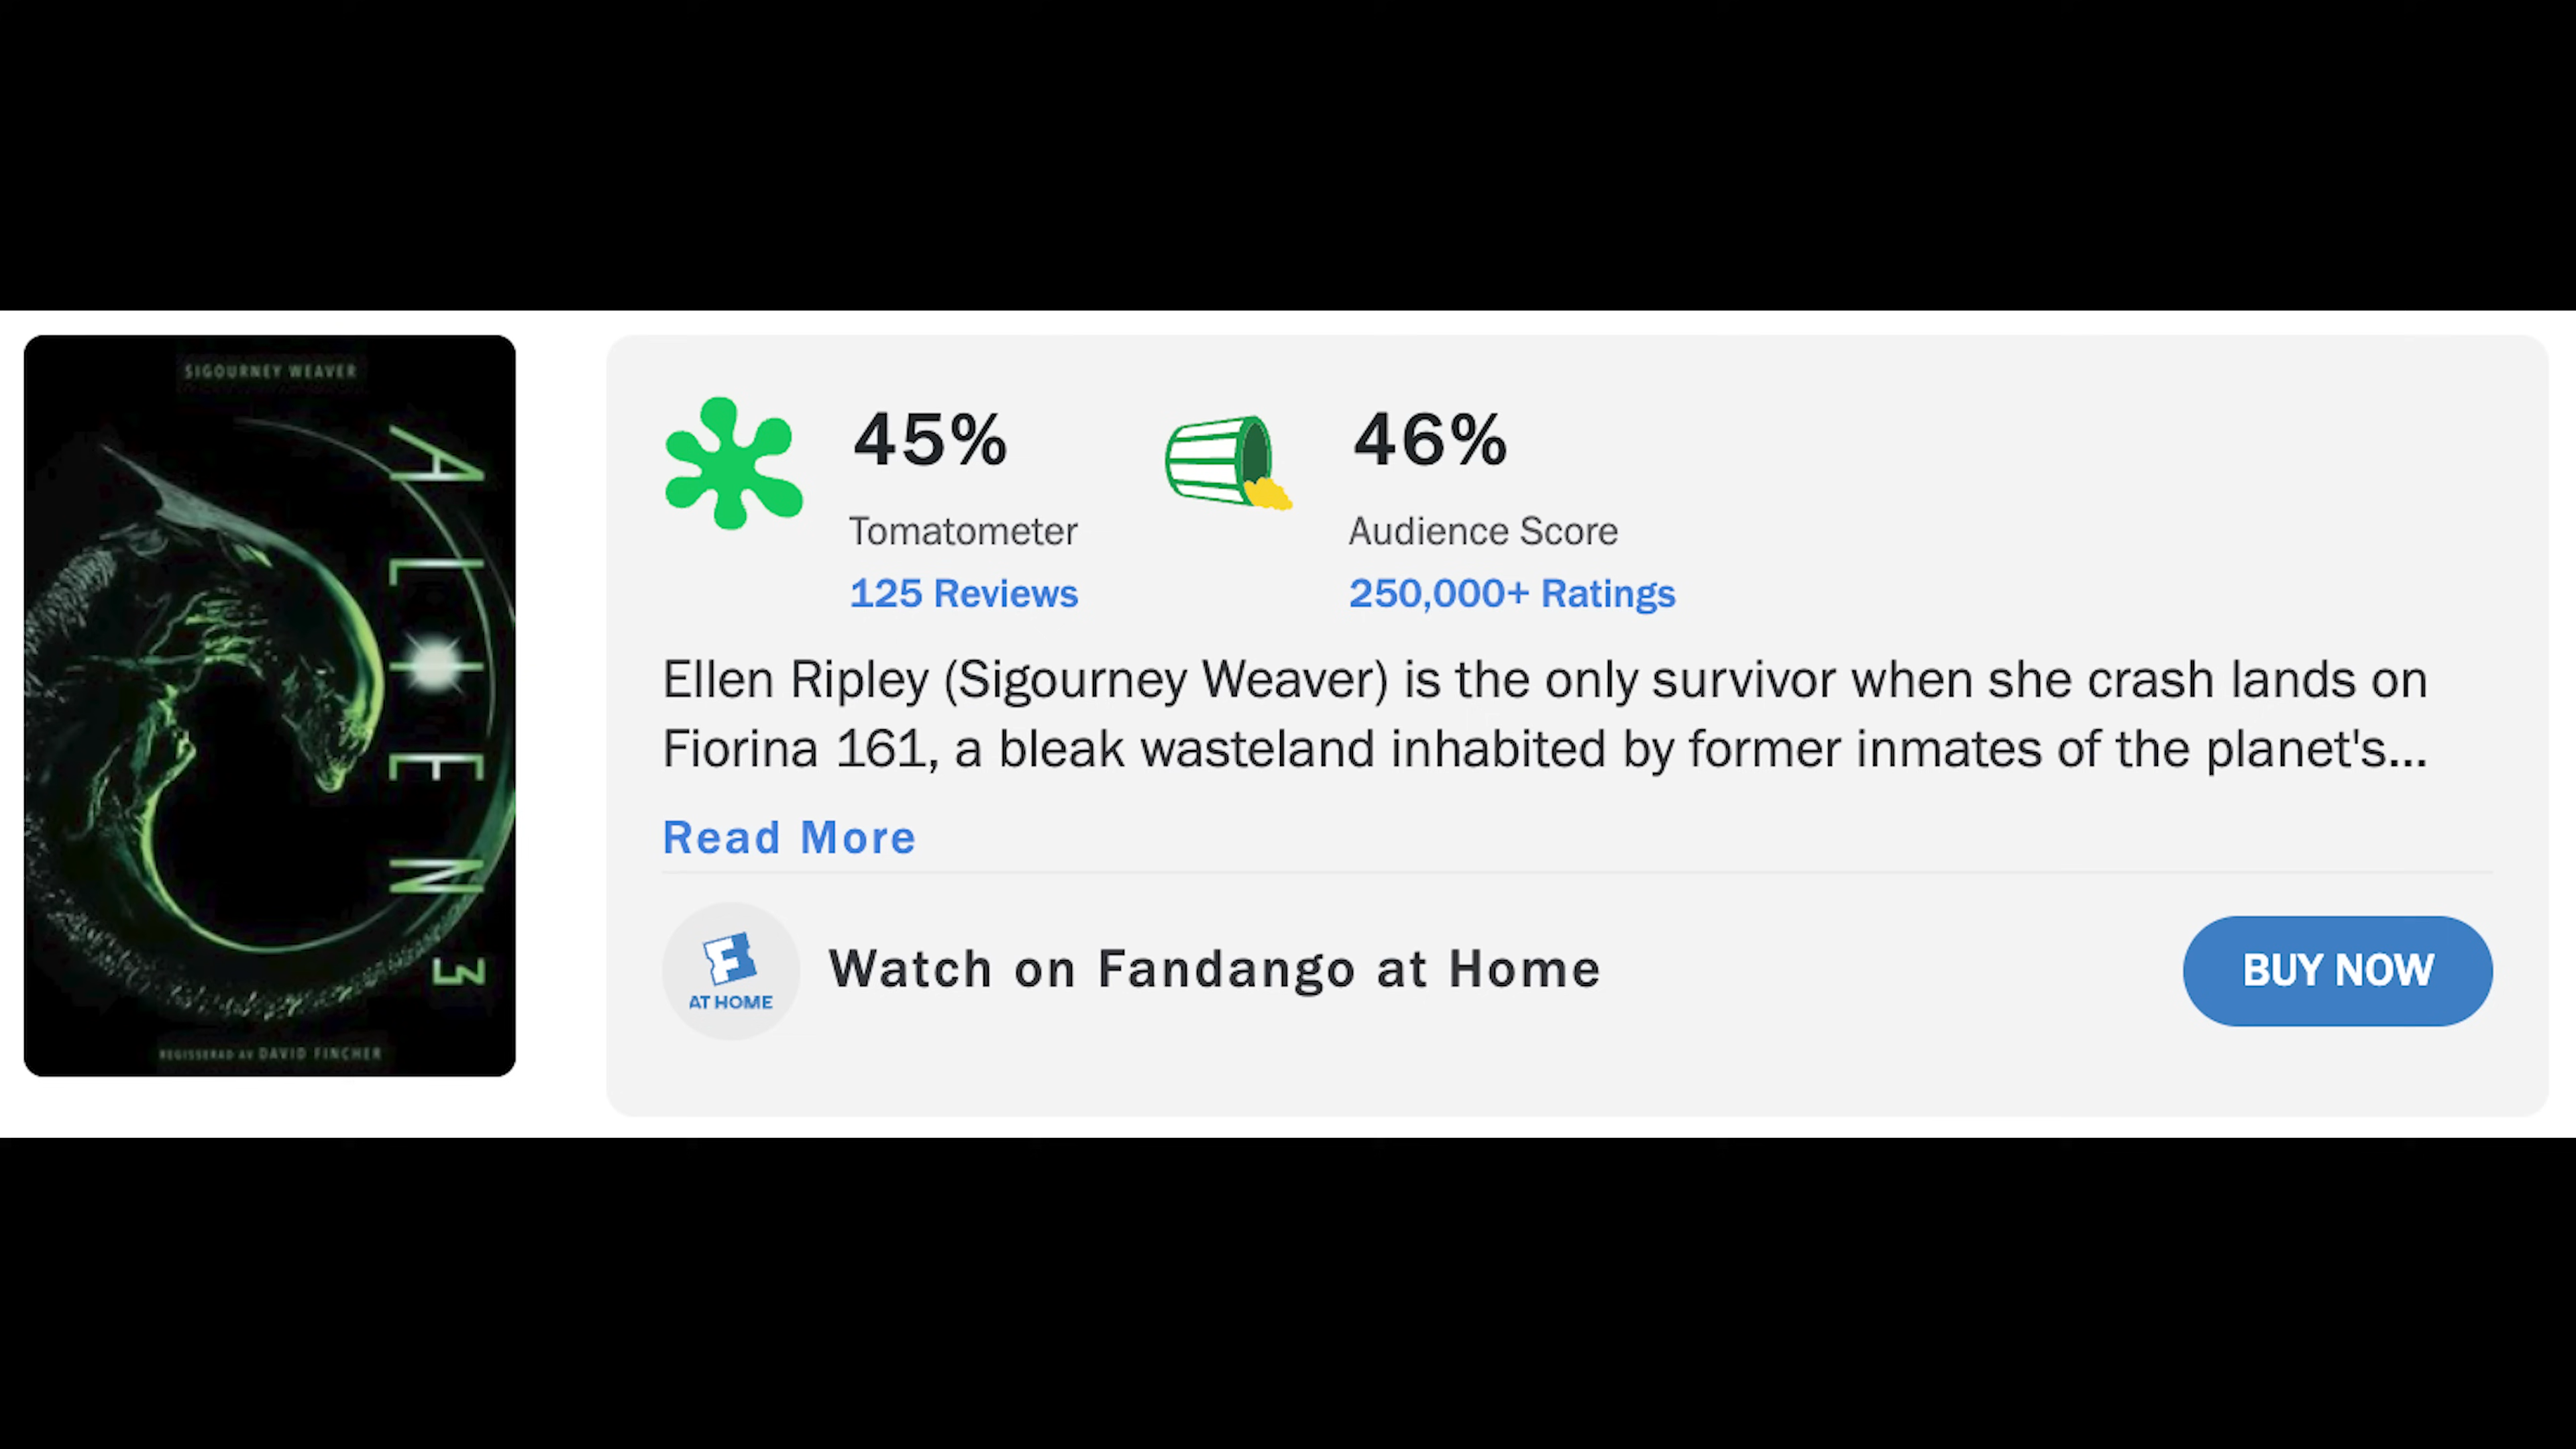 SIGOURNEY WEAVER
ALIEN 3
REGISSERAD AV DAVID FINCHER
45%
Tomatometer
125 Reviews
46%
Audience Score
250,000+ Ratings
Ellen Ripley (Sigourney Weaver) is the only survivor when she crash lands on
Fiorina 161, a bleak wasteland inhabited by former inmates of the planet's...
Read More
F
AT HOME
Watch on Fandango at Home
BUY NOW